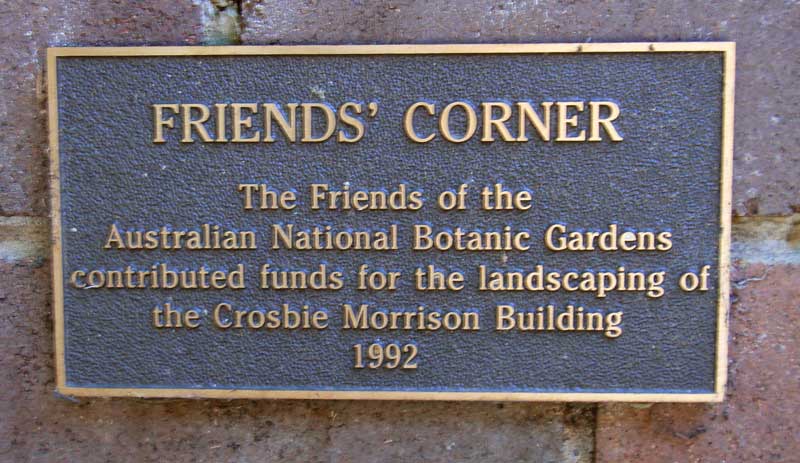 FRIENDS' CORNER
The Friends of the
Australian National Botanic Gardens
contributed funds for the landscaping of
the Crosbie Morrison Building
1992